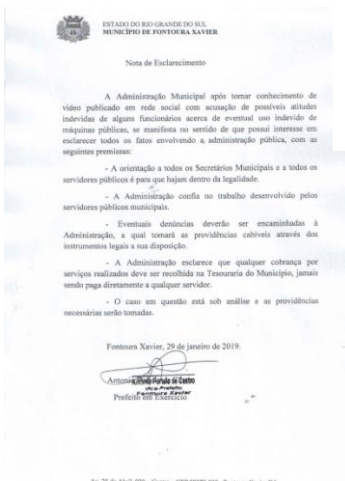 ESTADO DO RIO GRANDE DO SUL
MUNICÍPIO DE FONTOURA XAVIER
Nota de Esclarecimento
A Administração Municipal após tomar conhecimento de
vídeo publicado em rede social com acusação de possíveis atitudes
indevidas de alguns funcionários acerca de eventual uso indevido de
máquinas públicas, se manifesta no sentido de que possui interesse em
esclarecer todos os fatos envolvendo a administração pública, com as
seguintes premissas:
- A orientação a todos os Secretários Municipais e a todos os
servidores públicos é para que hajam dentro da legalidade.
- A Administração confia no trabalho desenvolvido pelos
servidores públicos municipais.
- Eventuais denúncias deverão ser encaminhadas à
Administração, a qual tomará as providências cabíveis através dos
instrumentos legais a sua disposição.
- A Administração esclarece que qualquer cobrança por
serviços realizados deve ser recolhida na Tesouraria do Município, jamais
sendo paga diretamente a qualquer servidor.
- O caso em questão está sob análise e as providências
necessárias serão tomadas.
Fontoura Xavier, 29 de janeiro de 2019.
de Castro
Vice-Prefeito
Fontoura Xavier
Prefeito em Exercício